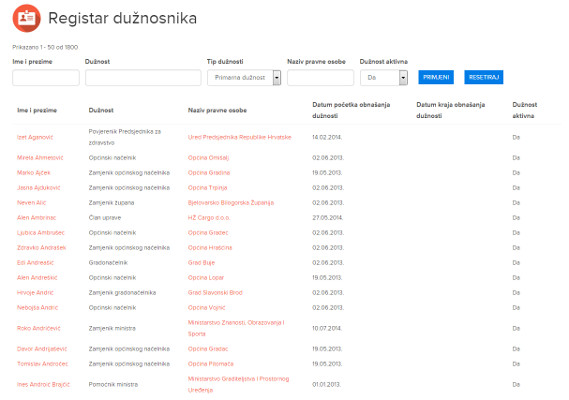 Registar dužnosnika
Prikazano 1 - 50 od 1800
Ime i prezime Dužnost Tip dužnosti Naziv pravne osobe Dužnost aktivna
Primarna dužnost Da PRIMJENI RESETIRAJ
Ime i prezime Dužnost Naziv pravne osobe Datum početka obnašanja dužnosti Datum kraja obnašanja dužnosti Dužnost aktivna
Izet Aganović Povjerenik Predsjednika za zdravstvo Ured Predsjednika Republike Hrvatske 14.02.2014. Da
Mirela Ahmetović Općinski načelnik Općina Omišalj 02.06.2013. Da
Marko Ajček Zamjenik općinskog načelnika Općina Gradina 19.05.2013. Da
Jasna Ajduković Zamjenik općinskog načelnika Općina Trpinja 02.06.2013. Da
Neven Alić Zamjenik župana Bjelovarsko Bilogorska Županija 02.06.2013. Da
Alen Ambrinac Član uprave HŽ Cargo d.o.o. 27.05.2014. Da
Ljubica Ambrušec Općinski načelnik Općina Gradec 02.06.2013. Da
Zdravko Andrašek Zamjenik općinskog načelnika Općina Hrašćina 02.06.2013. Da
Edi Andreašić Gradonačelnik Grad Buje 02.06.2013. Da
Alen Andreškić Općinski načelnik Općina Lopar 19.05.2013. Da
Hrvoje Andrić Zamjenik gradonačelnika Grad Slavonski Brod 02.06.2013. Da
Nebojša Andrić Općinski načelnik Općina Vojnić 02.06.2013. Da
Roko Andričević Zamjenik ministra Ministarstvo Znanosti, Obrazovanja I Sporta 10.07.2014. Da
Davor Andrijašević Zamjenik općinskog načelnika Općina Gradac 19.05.2013. Da
Tomislav Andročec Zamjenik općinskog načelnika Općina Pitomača 19.05.2013. Da
Ines Androić Brajčić Pomoćnik ministra Ministarstvo Graditeljstva I Prostornog Uređenja 01.01.2013. Da